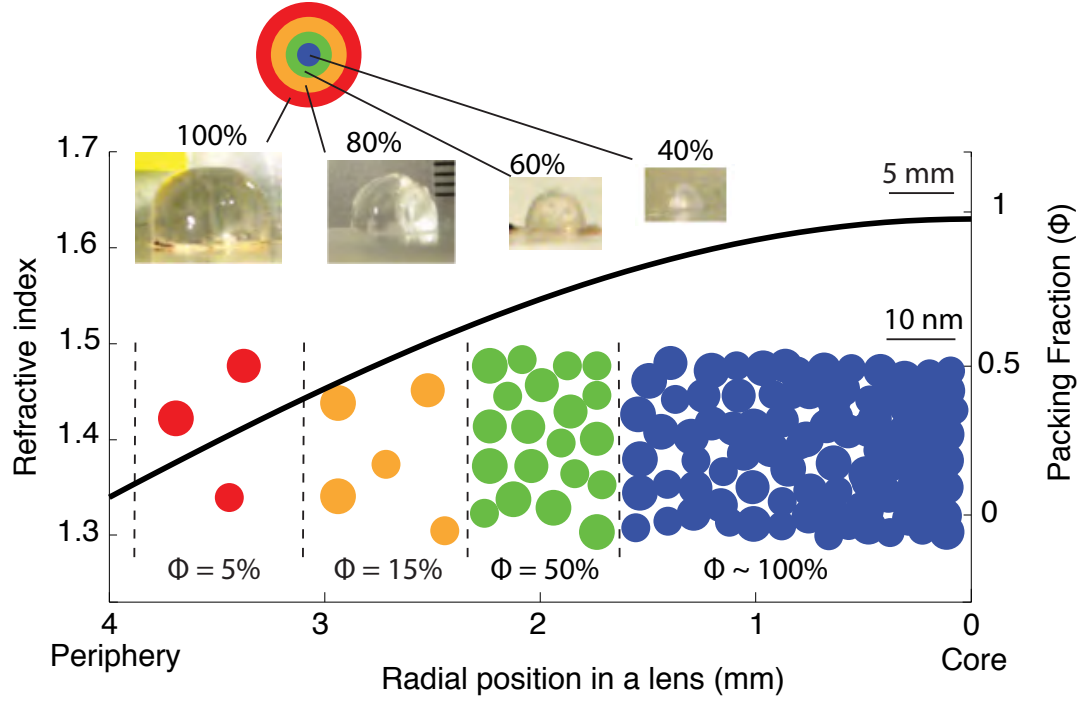 100%
80%
60%
40%
5 mm
10 nm
1.7
1.6
1.5
1.4
1.3
Refractive index
1
0.5
0
Packing Fraction (Φ)
Φ = 5%
Φ = 15%
Φ = 50%
Φ ~ 100%
4
3
2
1
0
Periphery
Core
Radial position in a lens (mm)